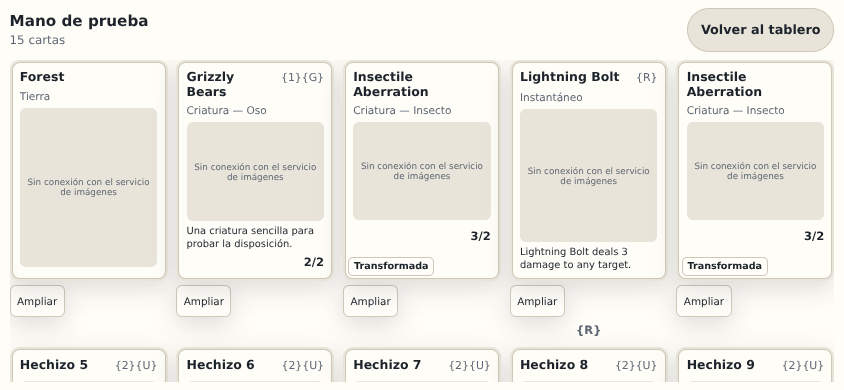 Mano de prueba
15 cartas
Volver al tablero
Forest
Tierra
Sin conexión con el servicio
de imágenes
Ampliar
Grizzly
Bears
{1}{G}
Criatura — Oso
Sin conexión con el servicio
de imágenes
Una criatura sencilla para
probar la disposición.
2/2
Ampliar
Insectile
Aberration
Criatura — Insecto
Sin conexión con el servicio
de imágenes
3/2
Transformada
Ampliar
Lightning Bolt {R}
Instantáneo
Sin conexión con el servicio
de imágenes
Lightning Bolt deals 3
damage to any target.
Ampliar
{R}
Insectile
Aberration
Criatura — Insecto
Sin conexión con el servicio
de imágenes
3/2
Transformada
Ampliar
Hechizo 5 {2}{U}
Hechizo 6 {2}{U}
Hechizo 7 {2}{U}
Hechizo 8 {2}{U}
Hechizo 9 {2}{U}